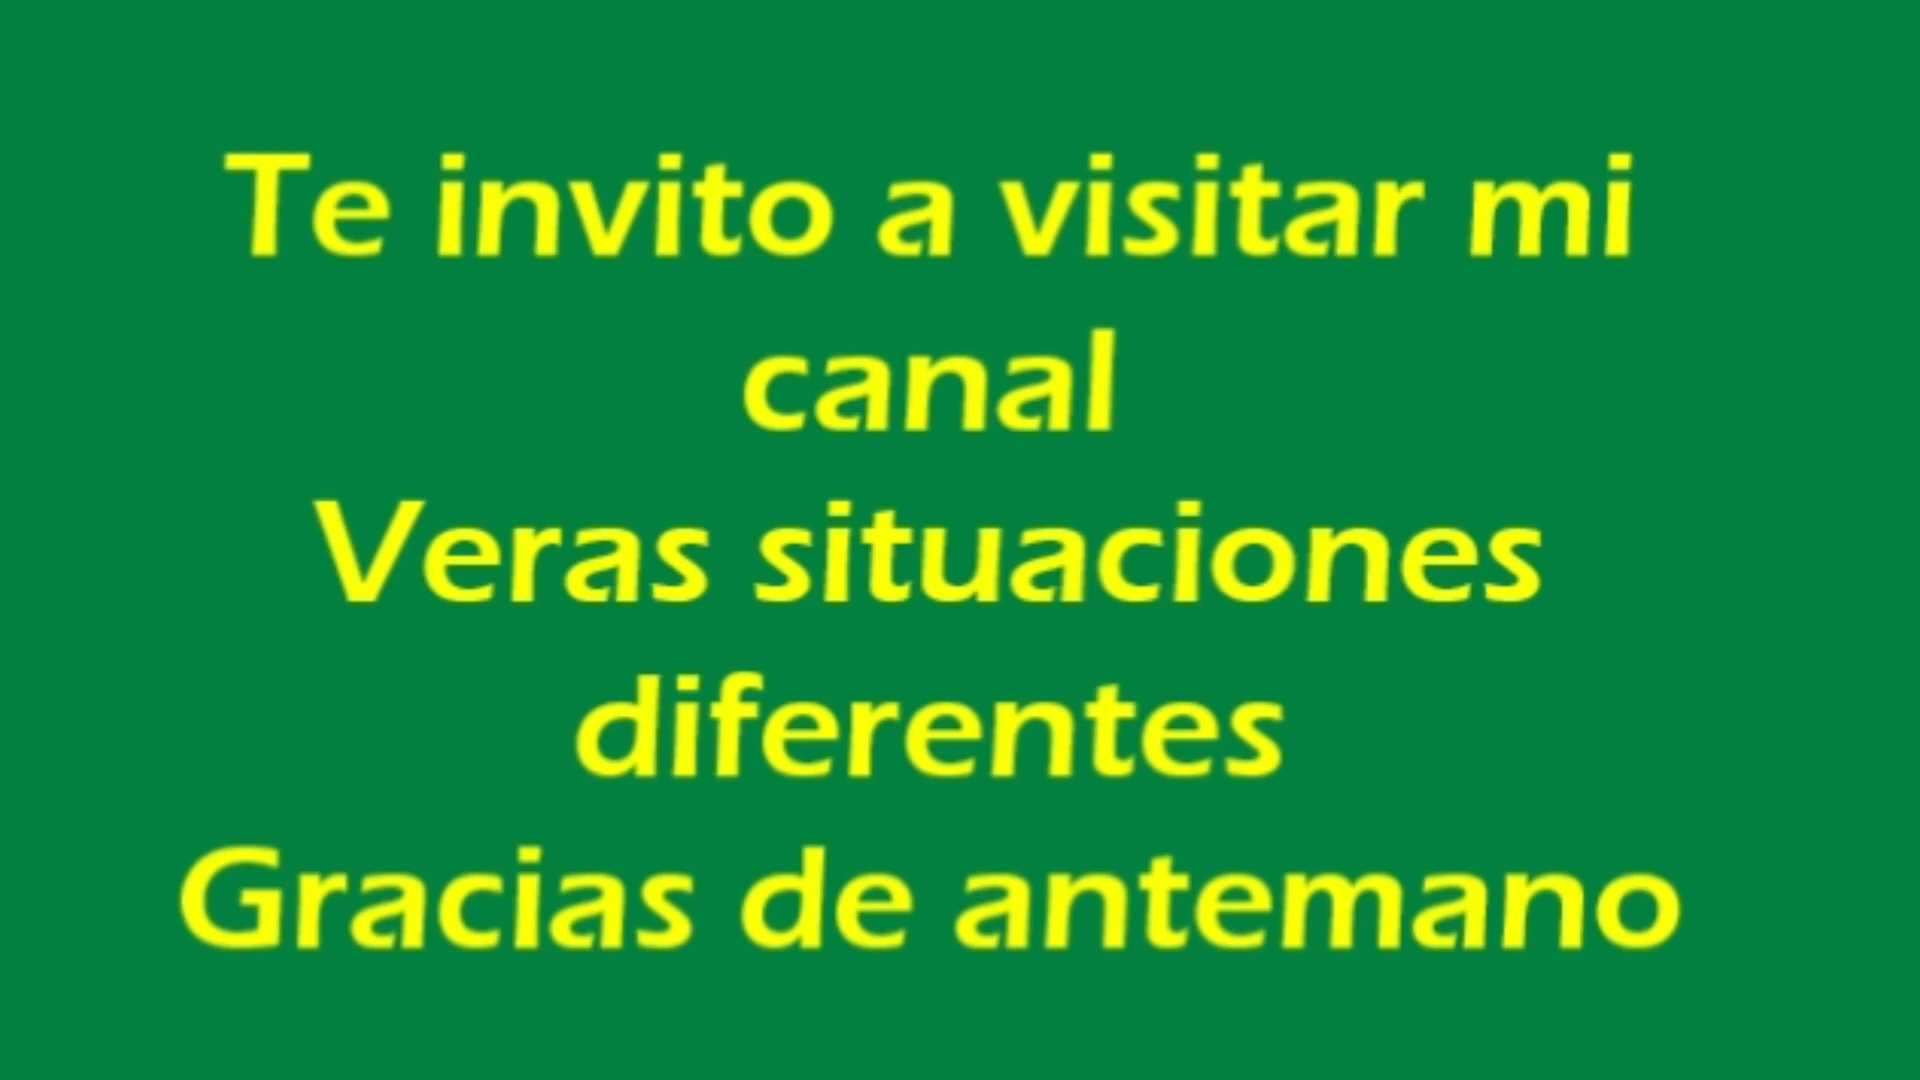 Te invito a visitar mi
canal
Veras situaciones
diferentes
Gracias de antemano